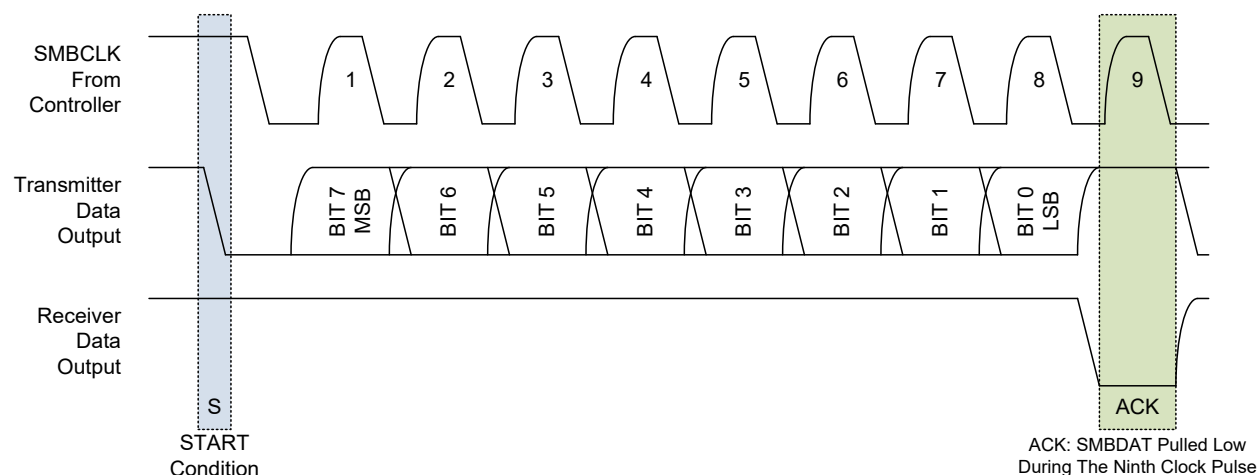 SMBCLK
From
Controller
1 2 3 4 5 6 7 8 9
Transmitter
Data
Output
BIT 7
MSB
BIT 6
BIT 5
BIT 4
BIT 3
BIT 2
BIT 1
BIT 0
LSB
Receiver
Data
Output
S
ACK
START
Condition
ACK: SMBDAT Pulled Low
During The Ninth Clock Pulse